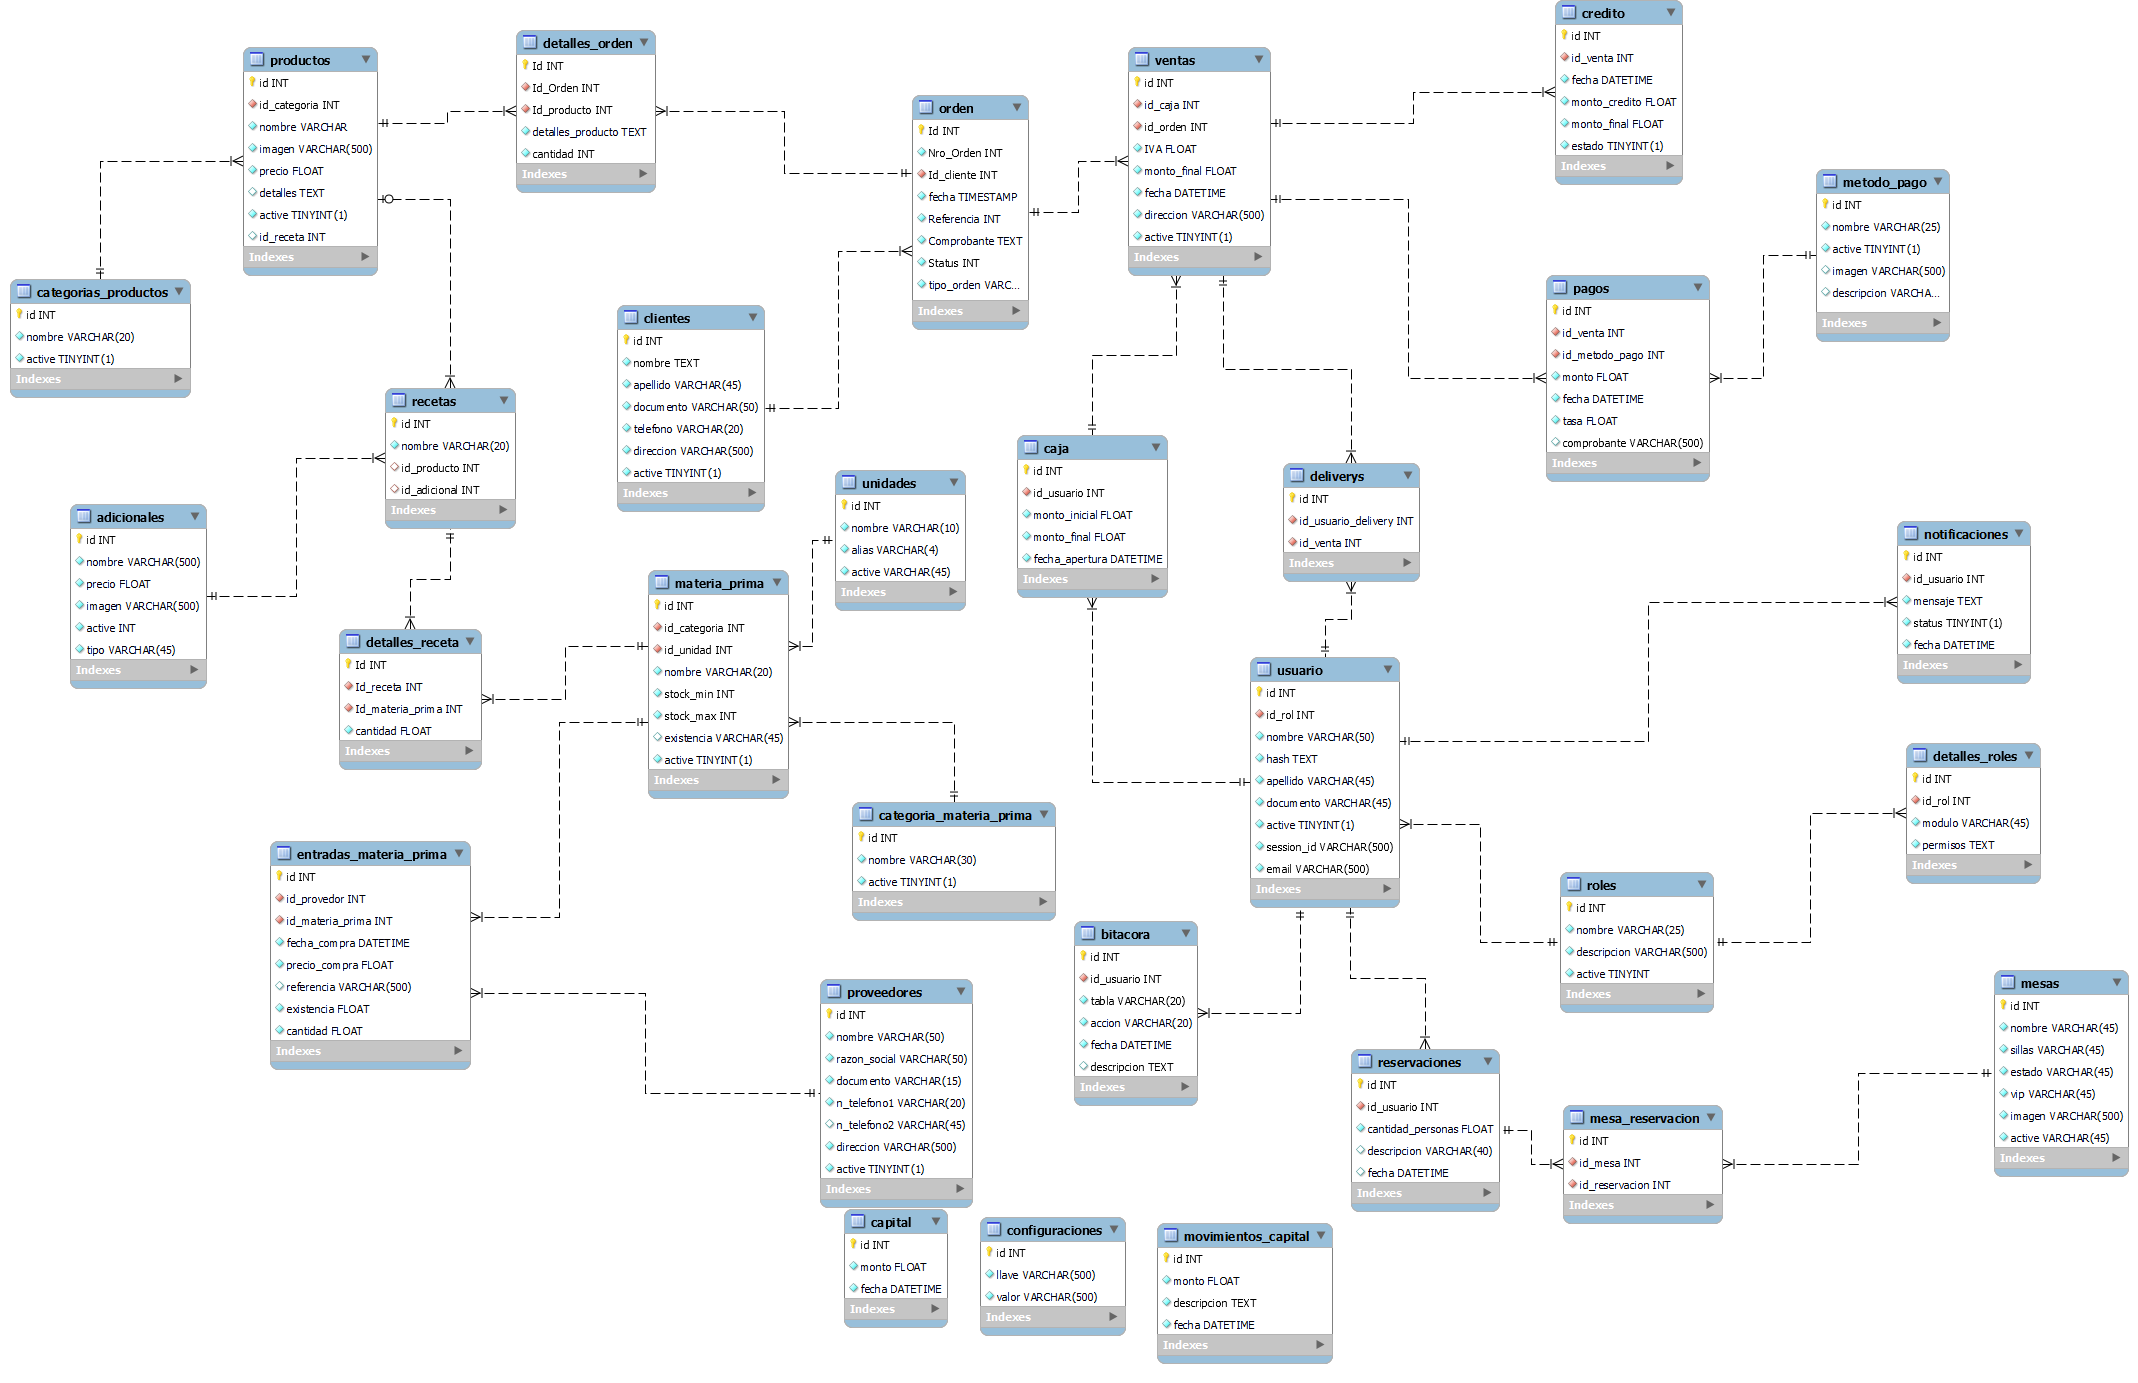 productos
id INT
id_categoria INT
nombre VARCHAR
imagen VARCHAR(500)
precio FLOAT
detalles TEXT
active TINYINT(1)
id_receta INT
Indexes
detalles_orden
Id INT
Id_Orden INT
Id_producto INT
detalles_producto TEXT
cantidad INT
Indexes
orden
Id INT
Nro_Orden INT
Id_cliente INT
fecha TIMESTAMP
Referencia INT
Comprobante TEXT
Status INT
tipo_orden VARC...
Indexes
ventas
id INT
id_caja INT
id_orden INT
IVA FLOAT
monto_final FLOAT
fecha DATETIME
direccion VARCHAR(500)
active TINYINT(1)
Indexes
credito
id INT
id_venta INT
fecha DATETIME
monto_credito FLOAT
monto_final FLOAT
estado TINYINT(1)
Indexes
metodo_pago
id INT
nombre VARCHAR(25)
active TINYINT(1)
imagen VARCHAR(500)
descripcion VARCHA...
Indexes
categorias_productos
id INT
nombre VARCHAR(20)
active TINYINT(1)
Indexes
clientes
id INT
nombre TEXT
apellido VARCHAR(45)
documento VARCHAR(50)
telefono VARCHAR(20)
direccion VARCHAR(500)
active TINYINT(1)
Indexes
pagos
id INT
id_venta INT
id_metodo_pago INT
monto FLOAT
fecha DATETIME
tasa FLOAT
comprobante VARCHAR(500)
Indexes
recetas
id INT
nombre VARCHAR(20)
id_producto INT
id_adicional INT
Indexes
caja
id INT
id_usuario INT
monto_inicial FLOAT
monto_final FLOAT
fecha_apertura DATETIME
Indexes
deliverys
id INT
id_usuario_delivery INT
id_venta INT
Indexes
unidades
id INT
nombre VARCHAR(10)
alias VARCHAR(4)
active VARCHAR(45)
Indexes
adicionales
id INT
nombre VARCHAR(500)
precio FLOAT
imagen VARCHAR(500)
active INT
tipo VARCHAR(45)
Indexes
notificaciones
id INT
id_usuario INT
mensaje TEXT
status TINYINT(1)
fecha DATETIME
Indexes
materia_prima
id INT
id_categoria INT
id_unidad INT
nombre VARCHAR(20)
stock_min INT
stock_max INT
existencia VARCHAR(45)
active TINYINT(1)
Indexes
detalles_receta
Id INT
Id_receta INT
Id_materia_prima INT
cantidad FLOAT
Indexes
usuario
id INT
id_rol INT
nombre VARCHAR(50)
hash TEXT
apellido VARCHAR(45)
documento VARCHAR(45)
active TINYINT(1)
session_id VARCHAR(500)
email VARCHAR(500)
Indexes
detalles_roles
id INT
id_rol INT
modulo VARCHAR(45)
permisos TEXT
Indexes
categoria_materia_prima
id INT
nombre VARCHAR(30)
active TINYINT(1)
Indexes
entradas_materia_prima
id INT
id_provedor INT
id_materia_prima INT
fecha_compra DATETIME
precio_compra FLOAT
referencia VARCHAR(500)
existencia FLOAT
cantidad FLOAT
Indexes
roles
id INT
nombre VARCHAR(25)
descripcion VARCHAR(500)
active TINYINT
Indexes
bitacora
id INT
id_usuario INT
tabla VARCHAR(20)
accion VARCHAR(20)
fecha DATETIME
descripcion TEXT
Indexes
mesas
id INT
nombre VARCHAR(45)
sillas VARCHAR(45)
estado VARCHAR(45)
vip VARCHAR(45)
imagen VARCHAR(500)
active VARCHAR(45)
Indexes
proveedores
id INT
nombre VARCHAR(50)
razon_social VARCHAR(50)
documento VARCHAR(15)
n_telefono1 VARCHAR(20)
n_telefono2 VARCHAR(45)
direccion VARCHAR(500)
active TINYINT(1)
Indexes
reservaciones
id INT
id_usuario INT
cantidad_personas FLOAT
descripcion VARCHAR(40)
fecha DATETIME
Indexes
mesa_reservacion
id INT
id_mesa INT
id_reservacion INT
Indexes
capital
id INT
monto FLOAT
fecha DATETIME
Indexes
configuraciones
id INT
llave VARCHAR(500)
valor VARCHAR(500)
Indexes
movimientos_capital
id INT
monto FLOAT
descripcion TEXT
fecha DATETIME
Indexes